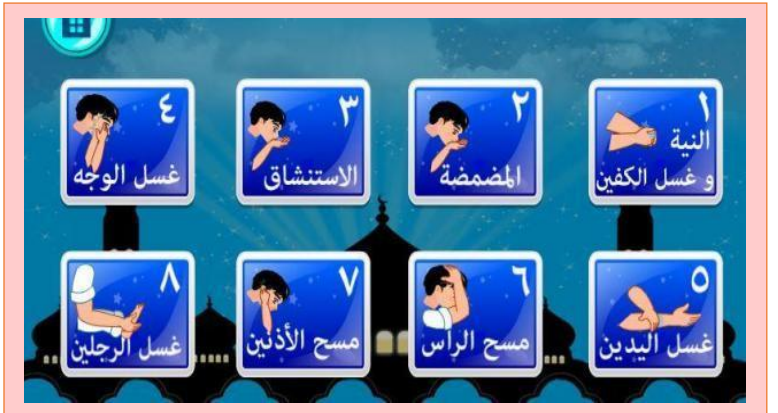 ١
النية
و غسل الكفين
٢
المضمضة
٣
الاستنشاق
٤
غسل الوجه
٥
غسل اليدين
٦
مسح الرأس
٧
مسح الأذنين
٨
غسل الرجلين